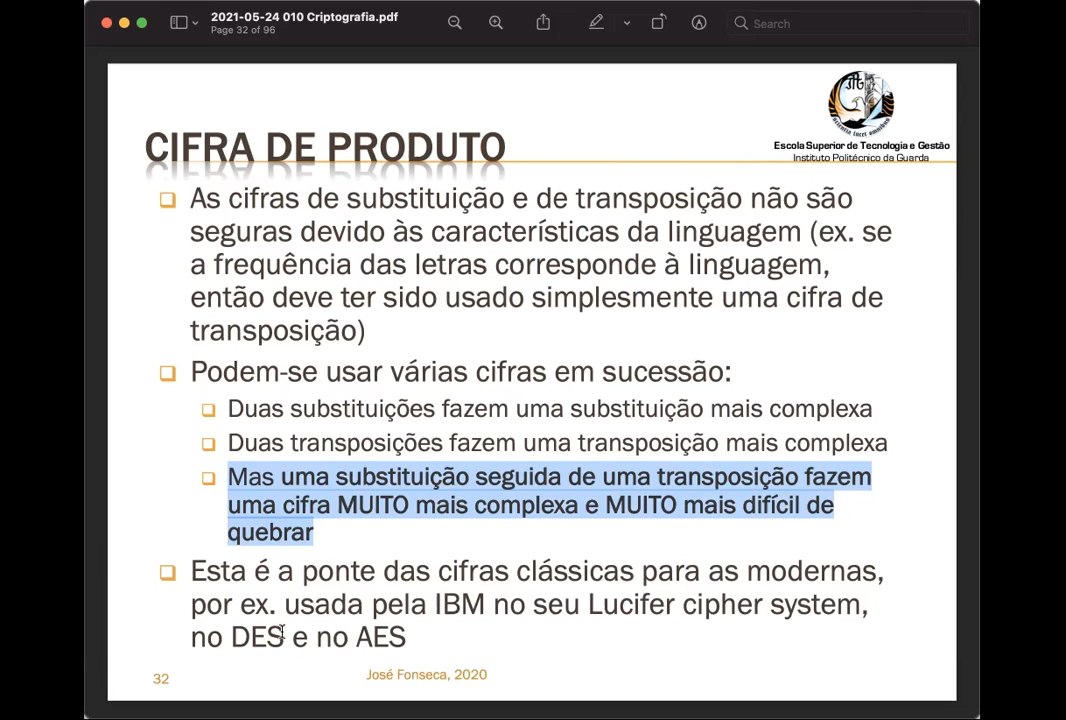 2021-05-24 010 Criptografia.pdf
Page 32 of 96
Search
Escola Superior de Tecnologia e Gestão
Instituto Politécnico da Guarda
CIFRA DE PRODUTO
As cifras de substituição e de transposição não são
seguras devido às características da linguagem (ex. se
a frequência das letras corresponde à linguagem,
então deve ter sido usado simplesmente uma cifra de
transposição)
Podem-se usar várias cifras em sucessão:
Duas substituições fazem uma substituição mais complexa
Duas transposições fazem uma transposição mais complexa
Mas uma substituição seguida de uma transposição fazem
uma cifra MUITO mais complexa e MUITO mais difícil de
quebrar
Esta é a ponte das cifras clássicas para as modernas,
por ex. usada pela IBM no seu Lucifer cipher system,
no DES e no AES
32
José Fonseca, 2020